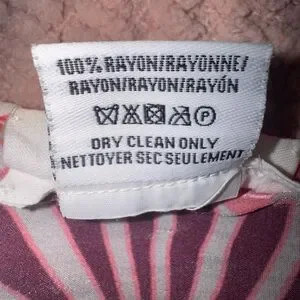 100% RAYON/RAYONNE/
RAYON/RAYON/RAYÓN
P
DRY CLEAN ONLY
NETTOYER SEC SEULEMENT